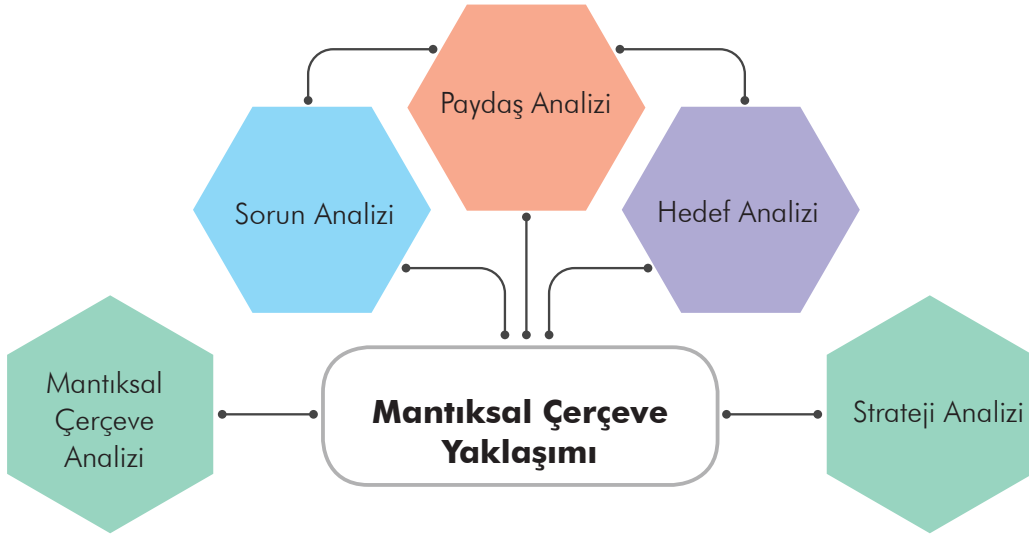 Paydaş Analizi
Sorun Analizi
Hedef Analizi
Mantıksal
Çerçeve
Analizi
Mantıksal Çerçeve
Yaklaşımı
Strateji Analizi